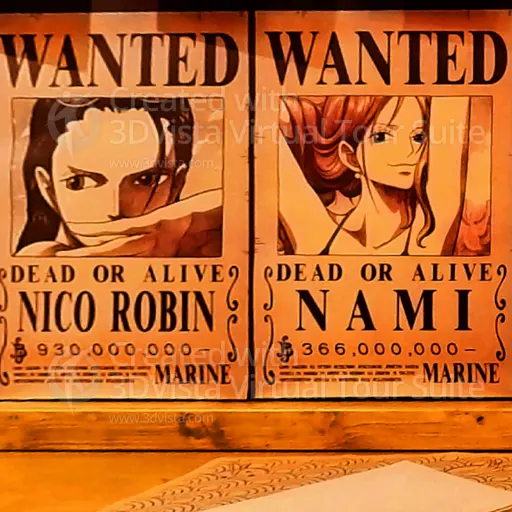 WANTED
DEAD OR ALIVE
NICO ROBIN
930,000,000-
MARINE
WANTED
DEAD OR ALIVE
NAMI
366,000,000-
MARINE
Created with
3DVista Virtual Tour Suite
www.3dvista.com
Created with
3DVista Virtual Tour Suite
www.3dvista.com